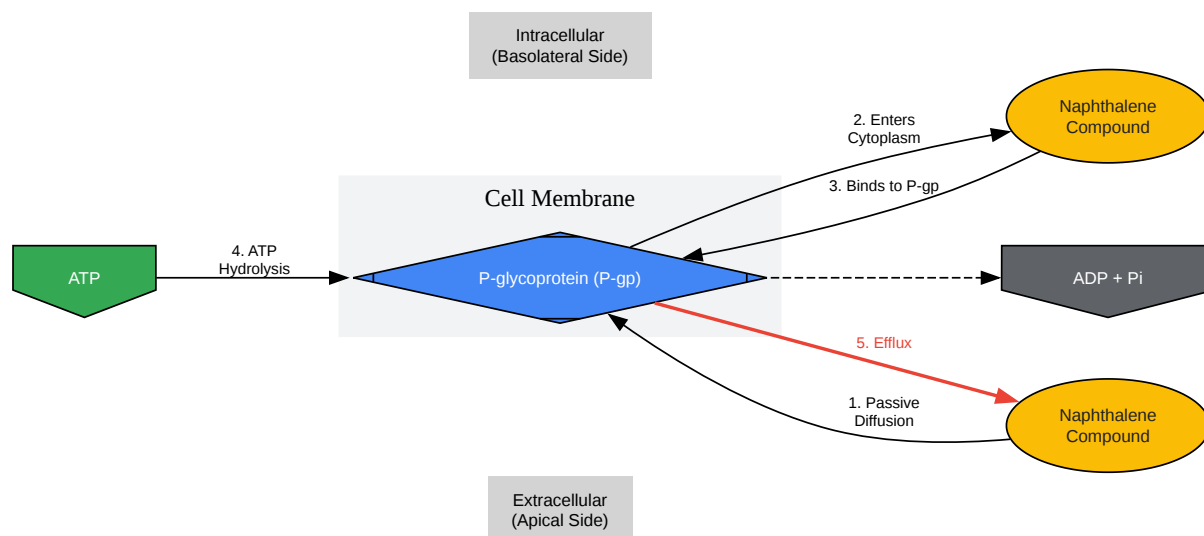 Intracellular
(Basolateral Side)
Naphthalene
Compound
2. Enters
Cytoplasm
3. Binds to P-gp
Cell Membrane
4. ATP
Hydrolysis
ATP
P-glycoprotein (P-gp)
ADP + Pi
5. Efflux
1. Passive
Diffusion
Naphthalene
Compound
Extracellular
(Apical Side)